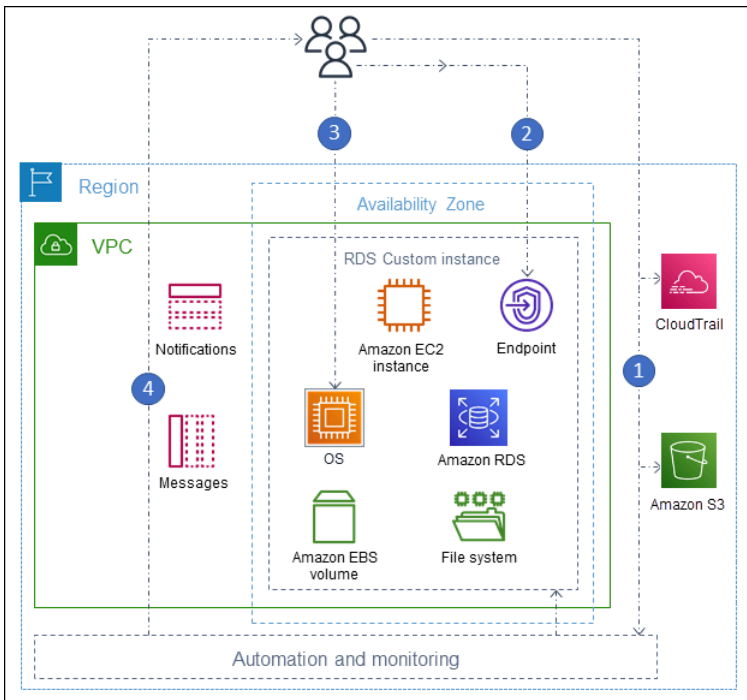 3
2
Region
Availability Zone
VPC
RDS Custom instance
CloudTrail
Notifications
Amazon EC2
instance
Endpoint
1
4
OS
Amazon RDS
Messages
Amazon S3
Amazon EBS
volume
File system
Automation and monitoring